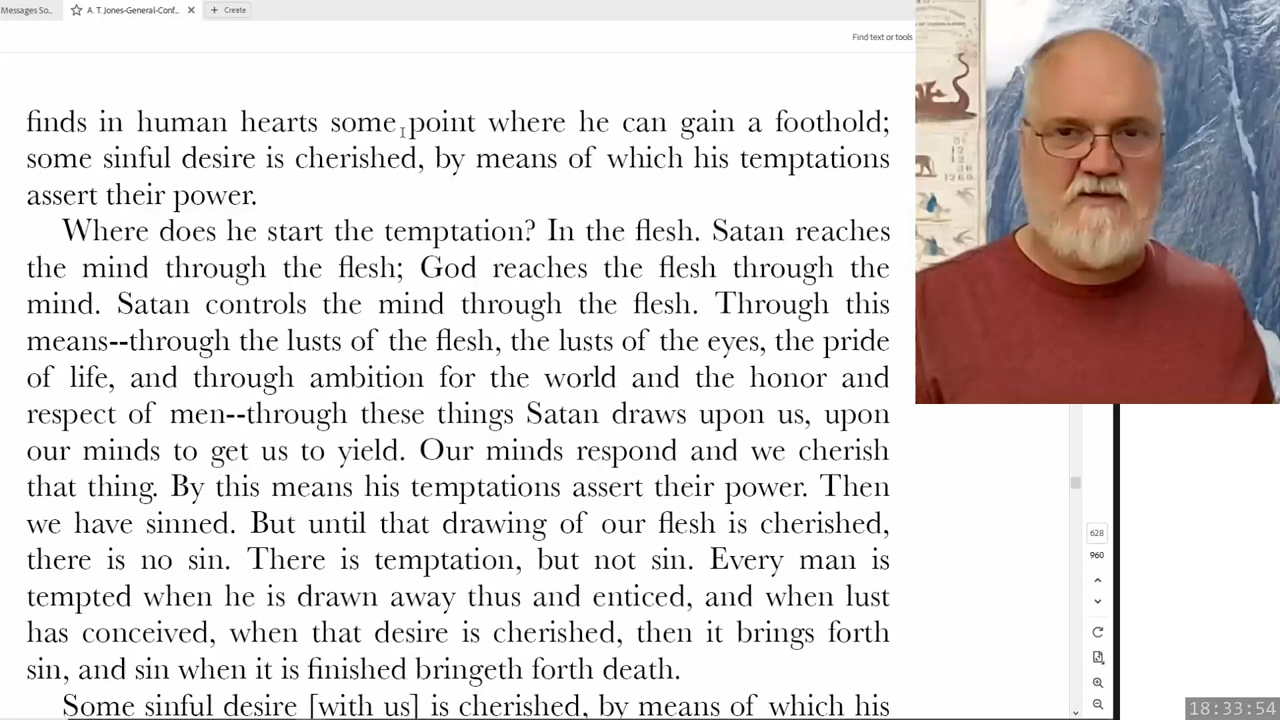 Messages So...
A. T. Jones-General-Conf...
Create
Find text or tools
finds in human hearts some point where he can gain a foothold;
some sinful desire is cherished, by means of which his temptations
assert their power.
Where does he start the temptation? In the flesh. Satan reaches
the mind through the flesh; God reaches the flesh through the
mind. Satan controls the mind through the flesh. Through this
means--through the lusts of the flesh, the lusts of the eyes, the pride
of life, and through ambition for the world and the honor and
respect of men--through these things Satan draws upon us, upon
our minds to get us to yield. Our minds respond and we cherish
that thing. By this means his temptations assert their power. Then
we have sinned. But until that drawing of our flesh is cherished,
there is no sin. There is temptation, but not sin. Every man is
tempted when he is drawn away thus and enticed, and when lust
has conceived, when that desire is cherished, then it brings forth
sin, and sin when it is finished bringeth forth death.
Some sinful desire [with us] is cherished, by means of which his
628
960
18:33:54